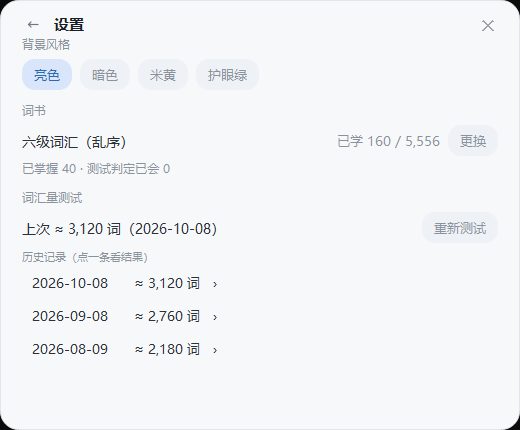 ← 设置
背景风格
亮色 暗色 米黄 护眼绿
词书
六级词汇（乱序） 已学 160 / 5,556 更换
已掌握 40 · 测试判定已会 0
词汇量测试
上次 ≈ 3,120 词（2026-10-08） 重新测试
历史记录（点一条看结果）
2026-10-08 ≈ 3,120 词 ›
2026-09-08 ≈ 2,760 词 ›
2026-08-09 ≈ 2,180 词 ›